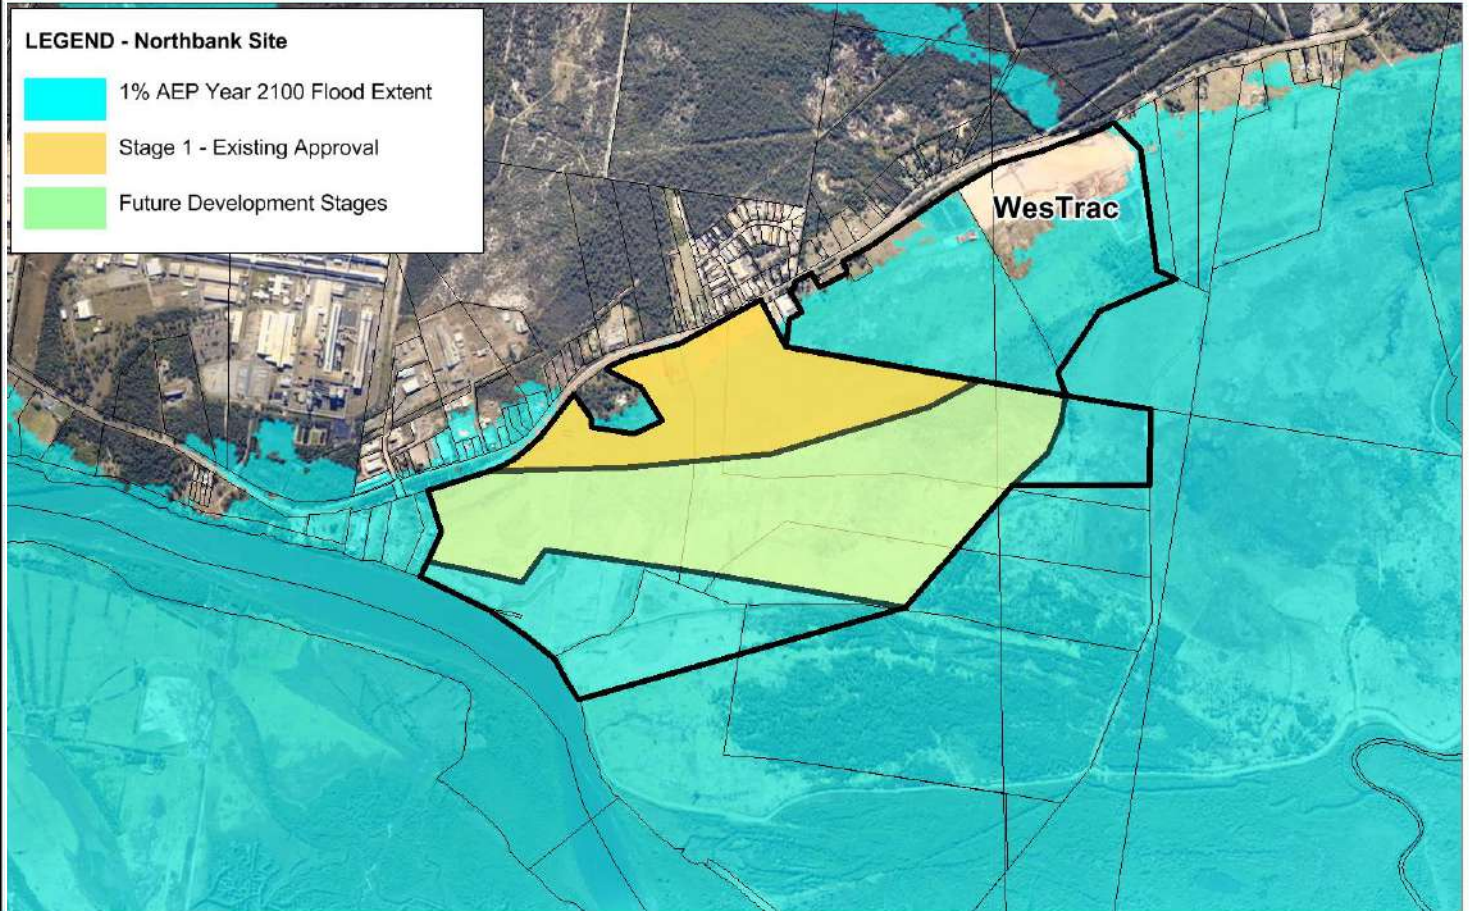 LEGEND - Northbank Site
1% AEP Year 2100 Flood Extent
Stage 1 - Existing Approval
Future Development Stages
WesTrac